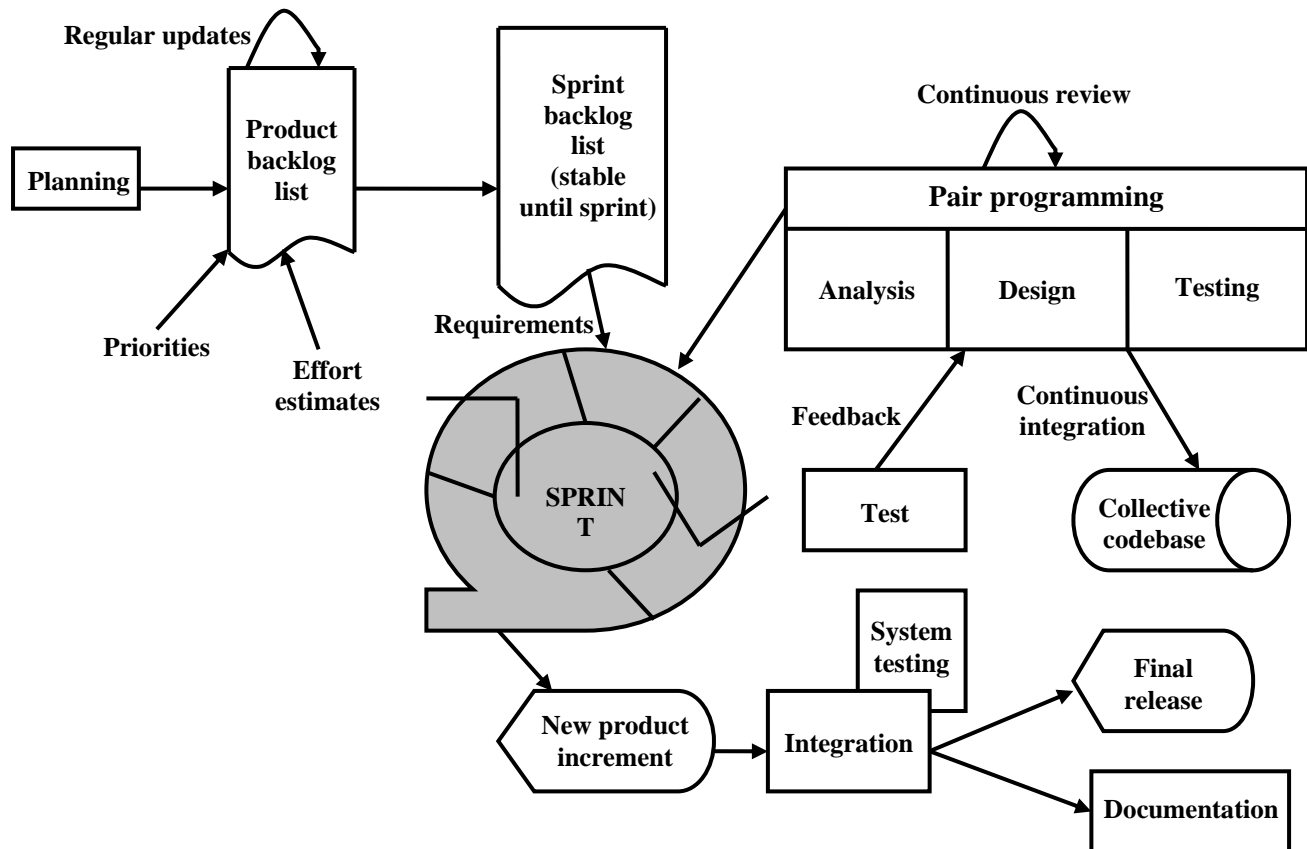 Regular updates
Planning
Product
backlog
list
Priorities
Effort
estimates
Sprint
backlog
list
(stable
until sprint)
Requirements
SPRIN
T
Continuous review
Pair programming
Analysis
Design
Testing
Feedback
Continuous
integration
Test
Collective
codebase
New product
increment
System
testing
Integration
Final
release
Documentation